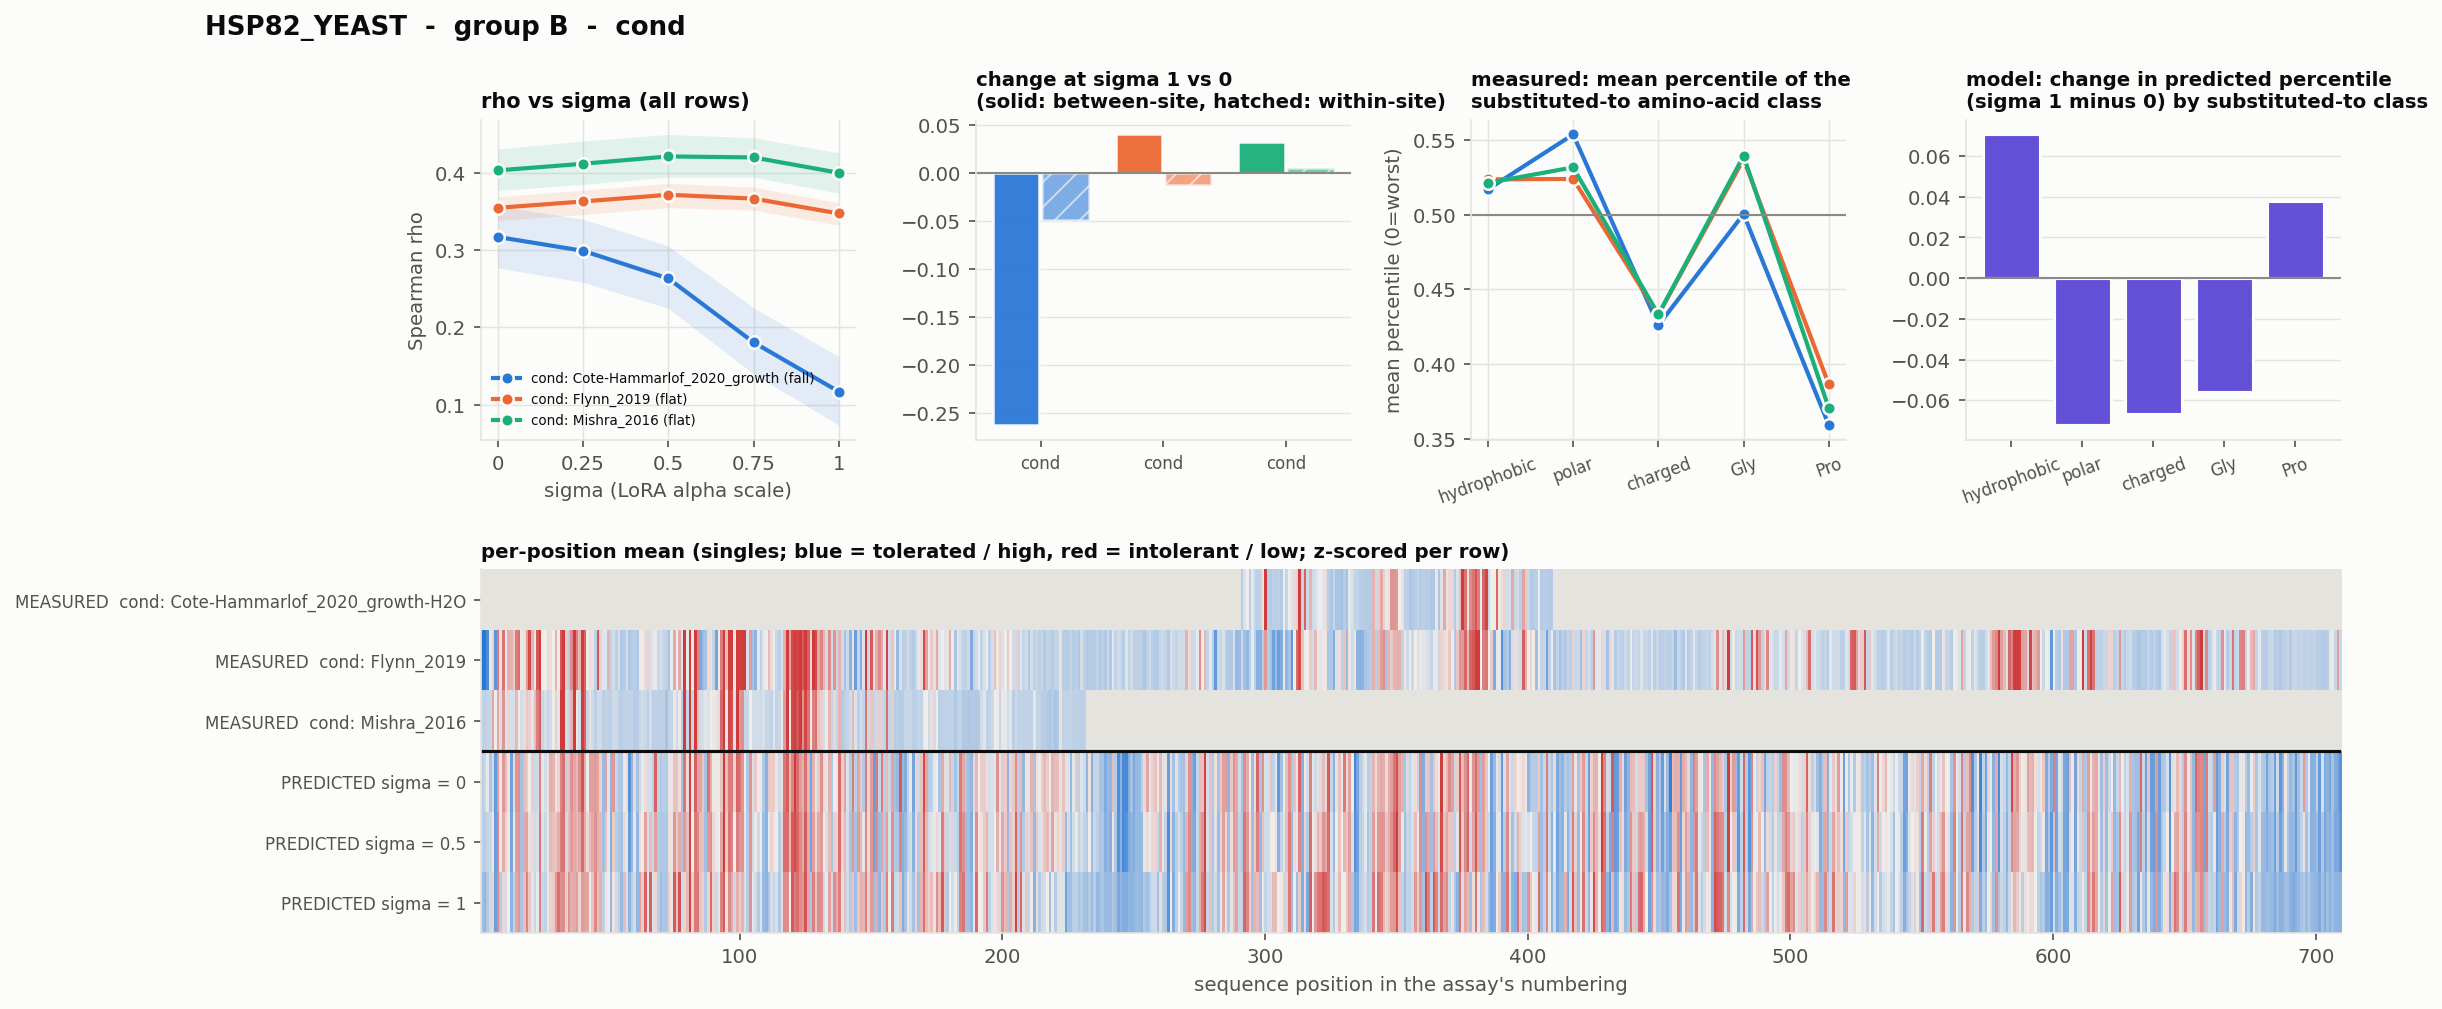 HSP82_YEAST - group B - cond
rho vs sigma (all rows)
Spearman rho
0.4
0.3
0.2
0.1
cond: Cote-Hammarlof_2020_growth (fall)
cond: Flynn_2019 (flat)
cond: Mishra_2016 (flat)
0
0.25
0.5
0.75
1
sigma (LoRA alpha scale)
change at sigma 1 vs 0
(solid: between-site, hatched: within-site)
0.05
0.00
−0.05
−0.10
−0.15
−0.20
−0.25
cond
cond
cond
measured: mean percentile of the
substituted-to amino-acid class
mean percentile (0=worst)
0.55
0.50
0.45
0.40
0.35
hydrophobic
polar
charged
Gly
Pro
model: change in predicted percentile
(sigma 1 minus 0) by substituted-to class
0.06
0.04
0.02
0.00
−0.02
−0.04
−0.06
hydrophobic
polar
charged
Gly
Pro
per-position mean (singles; blue = tolerated / high, red = intolerant / low; z-scored per row)
MEASURED cond: Cote-Hammarlof_2020_growth-H2O
MEASURED cond: Flynn_2019
MEASURED cond: Mishra_2016
PREDICTED sigma = 0
PREDICTED sigma = 0.5
PREDICTED sigma = 1
100
200
300
400
500
600
700
sequence position in the assay's numbering